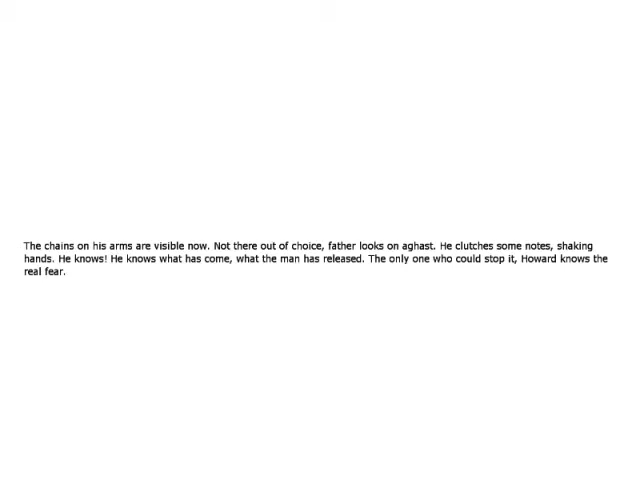 The chains on his arms are visible now. Not there out of choice, father looks on aghast. He clutches some notes, shaking
hands. He knows! He knows what has come, what the man has released. The only one who could stop it, Howard knows the
real fear.